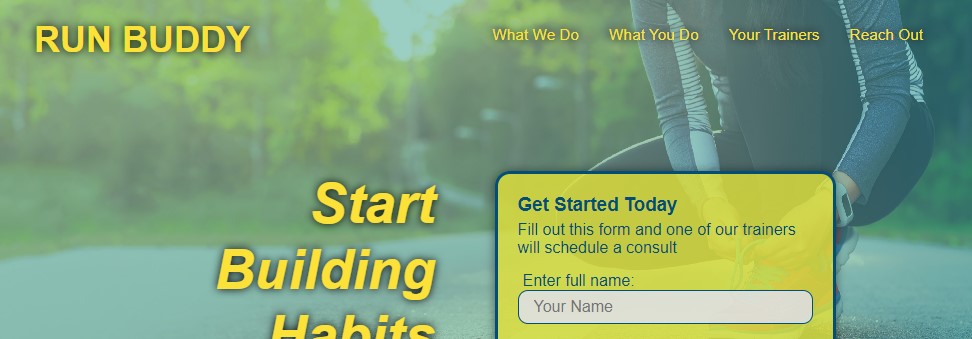 RUN BUDDY
What We Do What You Do Your Trainers Reach Out
Start
Building
Habits
Get Started Today
Fill out this form and one of our trainers
will schedule a consult
Enter full name:
Your Name